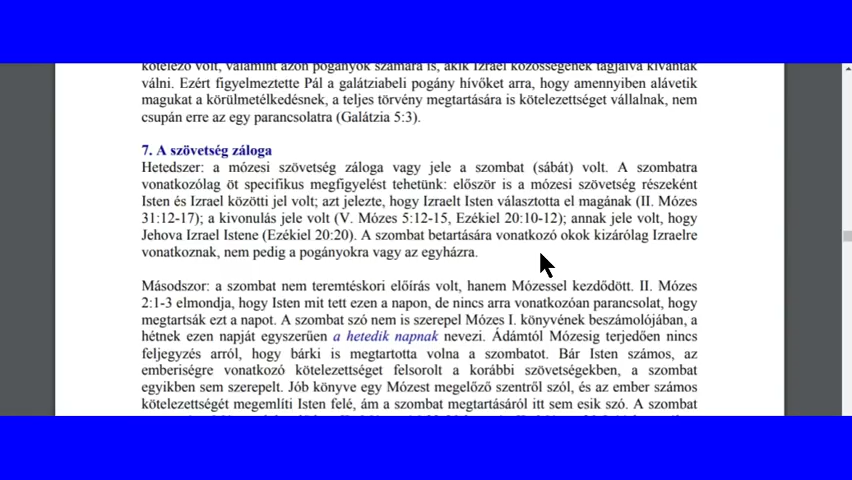 kötelező volt, valamint azon pogányok számára is, akik Izrael közösségének tagjaivá kívántak
válni. Ezért figyelmeztette Pál a galátziabeli pogány hívőket arra, hogy amennyiben alávetik
magukat a körülmetélkedésnek, a teljes törvény megtartására is kötelezettséget vállalnak, nem
csupán erre az egy parancsolatra (Galátzia 5:3).
7. A szövetség záloga
Hetedszer: a mózesi szövetség záloga vagy jele a szombat (sábát) volt. A szombatra
vonatkozólag öt specifikus megfigyelést tehetünk: először is a mózesi szövetség részeként
Isten és Izrael közötti jel volt; azt jelezte, hogy Izraelt Isten választotta el magának (II. Mózes
31:12-17); a kivonulás jele volt (V. Mózes 5:12-15, Ezékiel 20:10-12); annak jele volt, hogy
Jehova Izrael Istene (Ezékiel 20:20). A szombat betartására vonatkozó okok kizárólag Izraelre
vonatkoznak, nem pedig a pogányokra vagy az egyházra.
Másodszor: a szombat nem teremtéskori előírás volt, hanem Mózessel kezdődött. II. Mózes
2:1-3 elmondja, hogy Isten mit tett ezen a napon, de nincs arra vonatkozóan parancsolat, hogy
megtartsák ezt a napot. A szombat szó nem is szerepel Mózes I. könyvének beszámolójában, a
hétnek ezen napját egyszerűen a hetedik napnak nevezi. Ádámtól Mózesig terjedően nincs
feljegyzés arról, hogy bárki is megtartotta volna a szombatot. Bár Isten számos, az
emberiségre vonatkozó kötelezettséget felsorolt a korábbi szövetségekben, a szombat
egyikben sem szerepelt. Jób könyve egy Mózest megelőző szentről szól, és az ember számos
kötelezettségét megemlíti Isten felé, ám a szombat megtartásáról itt sem esik szó. A szombat